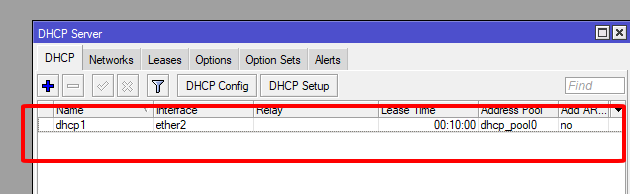 DHCP Server
DHCP Networks Leases Options Option Sets Alerts
DHCP Config DHCP Setup Find
Name Interface Relay Lease Time Address Pool Add AR...
dhcp1 ether2 00:10:00 dhcp_pool0 no